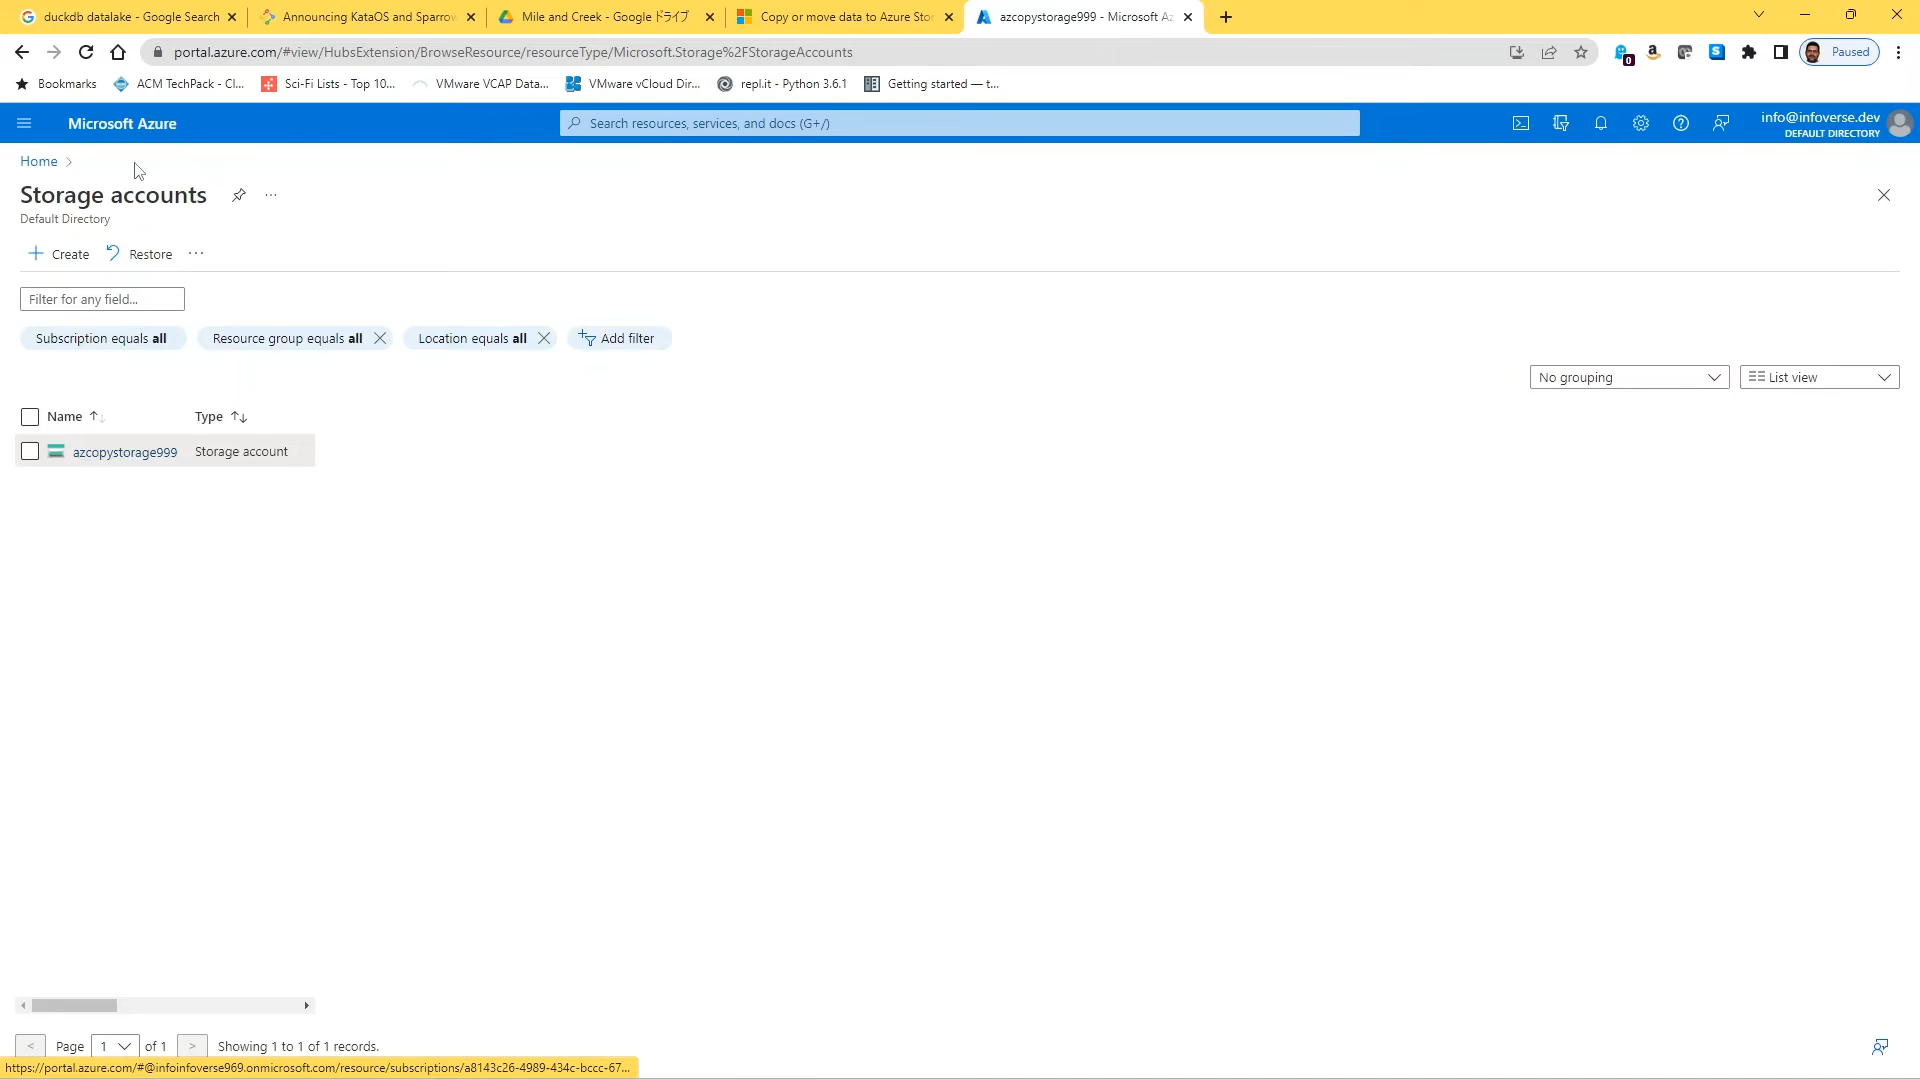 duckdb datalake - Google Search
Announcing KataOS and Sparrow
Mile and Creek - Google ドライブ
Copy or move data to Azure Stor
azcopystorage999 - Microsoft Az
portal.azure.com/#view/HubsExtension/BrowseResource/resourceType/Microsoft.Storage%2FStorageAccounts
0
Paused
Bookmarks
ACM TechPack - Cl...
Sci-Fi Lists - Top 10...
VMware VCAP Data...
VMware vCloud Dir...
repl.it - Python 3.6.1
Getting started — t...
Microsoft Azure
Search resources, services, and docs (G+/)
info@infoverse.dev
DEFAULT DIRECTORY
Home >
Storage accounts
...
Default Directory
+ Create
Restore
...
Filter for any field...
Subscription equals all
Resource group equals all
Location equals all
Add filter
No grouping
List view
Name
Type
azcopystorage999
Storage account
< Page 1 of 1 > Showing 1 to 1 of 1 records.
https://portal.azure.com/#@infoinfoverse969.onmicrosoft.com/resource/subscriptions/a8143c26-4989-434c-bccc-67...